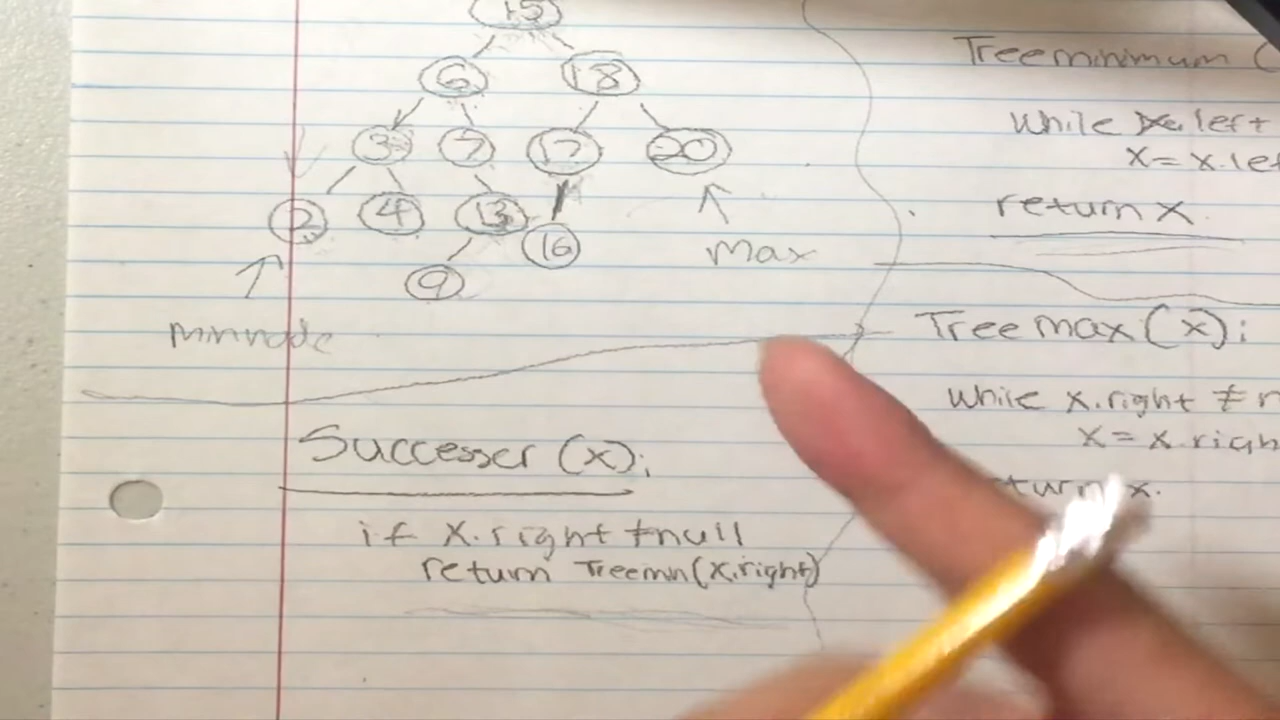 15
6 18
3 7 17 20
2 4 13 16
9
Max
Minnode
Successer (x);
if x.right ≠null
return Treemin(x.right)
Treeminimum (
while x.left
x = x.lef
return x
Tree max (x);
while x.right ≠ n
x = x.righ
x.